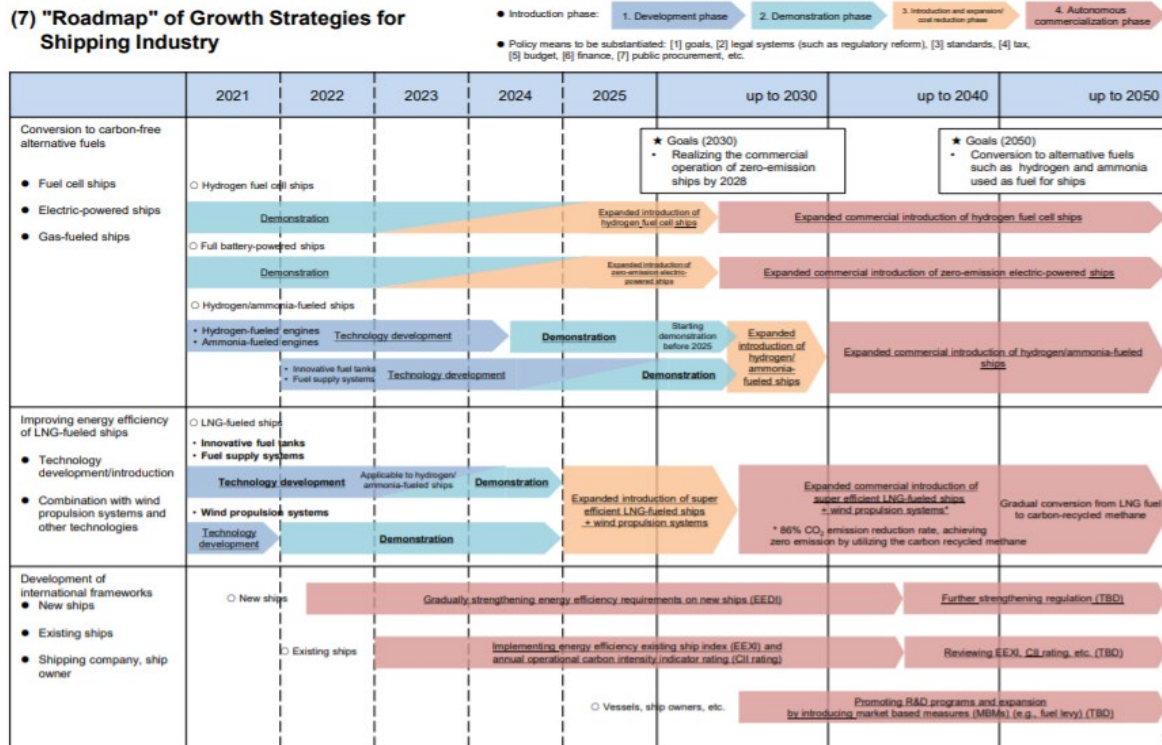 (7) "Roadmap" of Growth Strategies for
Shipping Industry
● Introduction phase:
1. Development phase
2. Demonstration phase
3. Introduction and expansion/
cost reduction phase
4. Autonomous
commercialization phase
● Policy means to be substantiated: [1] goals, [2] legal systems (such as regulatory reform), [3] standards, [4] tax,
[5] budget, [6] finance, [7] public procurement, etc.
2021
2022
2023
2024
2025
up to 2030
up to 2040
up to 2050
Conversion to carbon-free
alternative fuels
● Fuel cell ships
● Electric-powered ships
● Gas-fueled ships
★ Goals (2030)
• Realizing the commercial
operation of zero-emission
ships by 2028
★ Goals (2050)
• Conversion to alternative fuels
such as hydrogen and ammonia
used as fuel for ships
○ Hydrogen fuel cell ships
Demonstration
Expanded introduction of
hydrogen fuel cell ships
Expanded commercial introduction of hydrogen fuel cell ships
○ Full battery-powered ships
Demonstration
Expanded introduction of
zero-emission electric-
powered ships
Expanded commercial introduction of zero-emission electric-powered ships
○ Hydrogen/ammonia-fueled ships
• Hydrogen-fueled engines
• Ammonia-fueled engines
Technology development
Demonstration
Starting
demonstration
before 2025
Expanded
introduction of
hydrogen/
ammonia-
fueled ships
Expanded commercial introduction of hydrogen/ammonia-fueled
ships
• Innovative fuel tanks
• Fuel supply systems
Technology development
Demonstration
Improving energy efficiency
of LNG-fueled ships
● Technology
development/introduction
● Combination with wind
propulsion systems and
other technologies
○ LNG-fueled ships
• Innovative fuel tanks
• Fuel supply systems
Technology development
Applicable to hydrogen/
ammonia-fueled ships
Demonstration
• Wind propulsion systems
Technology
development
Demonstration
Expanded introduction of super
efficient LNG-fueled ships
+ wind propulsion systems
Expanded commercial introduction of
super efficient LNG-fueled ships
+ wind propulsion systems*
* 86% CO2 emission reduction rate, achieving
zero emission by utilizing the carbon recycled methane
Gradual conversion from LNG fuel
to carbon-recycled methane
Development of
international frameworks
● New ships
● Existing ships
● Shipping company, ship
owner
○ New ships
Gradually strengthening energy efficiency requirements on new ships (EEDI)
Further strengthening regulation (TBD)
○ Existing ships
Implementing energy efficiency existing ship index (EEXI) and
annual operational carbon intensity indicator rating (CII rating)
Reviewing EEXI, CII rating, etc. (TBD)
○ Vessels, ship owners, etc.
Promoting R&D programs and expansion
by introducing market based measures (MBMs) (e.g., fuel levy) (TBD)